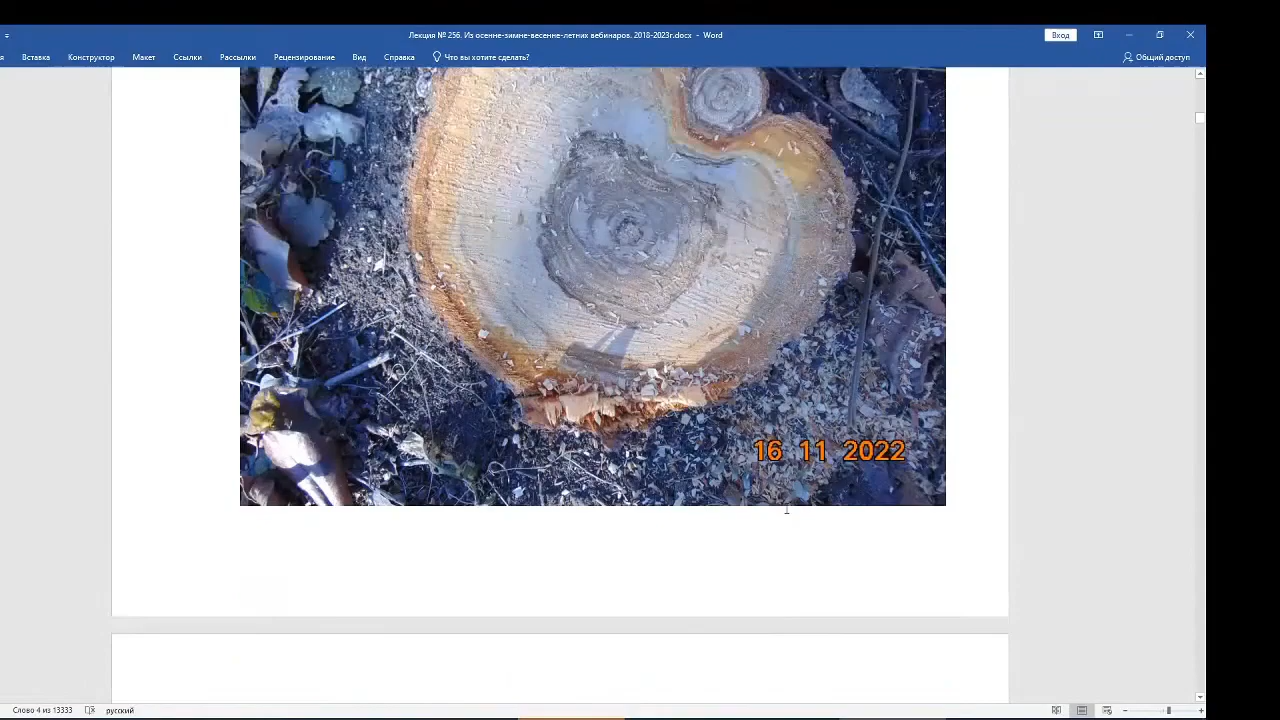 Лекция № 256. Из осенне-зимне-весенне-летних вебинаров. 2018-2023г.docx - Word
Вход
Вставка Конструктор Макет Ссылки Рассылки Рецензирование Вид Справка Что вы хотите сделать? Общий доступ
16 11 2022
Слово 4 из 13333 русский